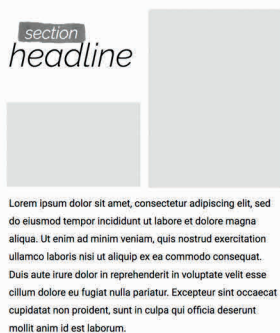 section
headline
Lorem ipsum dolor sit amet, consectetur adipiscing elit, sed
do eiusmod tempor incididunt ut labore et dolore magna
aliqua. Ut enim ad minim veniam, quis nostrud exercitation
ullamco laboris nisi ut aliquip ex ea commodo consequat.
Duis aute irure dolor in reprehenderit in voluptate velit esse
cillum dolore eu fugiat nulla pariatur. Excepteur sint occaecat
cupidatat non proident, sunt in culpa qui officia deserunt
mollit anim id est laborum.